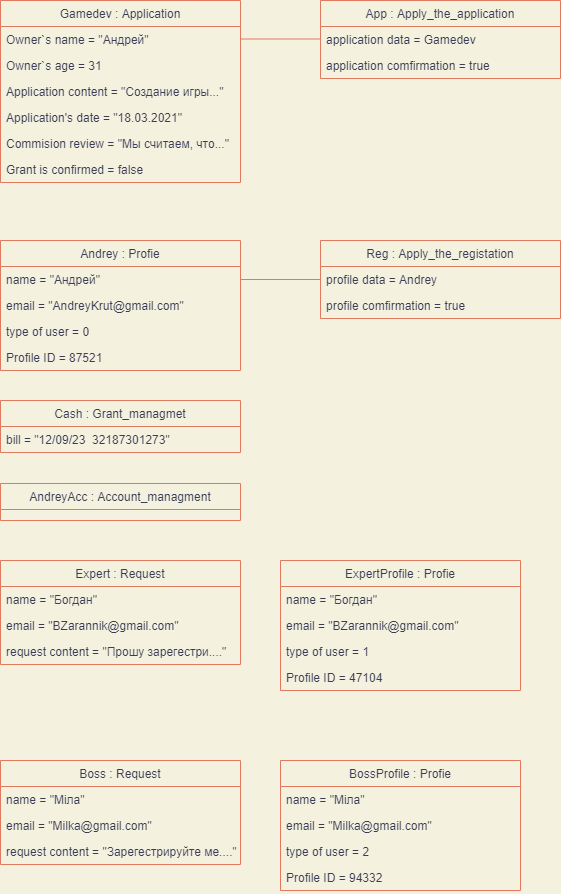 Gamedev : Application
Owner`s name = "Андрей"
Owner`s age = 31
Application content = "Создание игры..."
Application's date = "18.03.2021"
Commision review = "Мы считаем, что..."
Grant is confirmed = false
App : Apply_the_application
application data = Gamedev
application comfirmation = true
Andrey : Profie
name = "Андрей"
email = "AndreyKrut@gmail.com"
type of user = 0
Profile ID = 87521
Reg : Apply_the_registation
profile data = Andrey
profile comfirmation = true
Cash : Grant_managmet
bill = "12/09/23  32187301273"
AndreyAcc : Account_managment
Expert : Request
name = "Богдан"
email = "BZarannik@gmail.com"
request content = "Прошу зарегестри...."
ExpertProfile : Profie
name = "Богдан"
email = "BZarannik@gmail.com"
type of user = 1
Profile ID = 47104
Boss : Request
name = "Міла"
email = "Milka@gmail.com"
request content = "Зарегестрируйте ме...."
BossProfile : Profie
name = "Міла"
email = "Milka@gmail.com"
type of user = 2
Profile ID = 94332